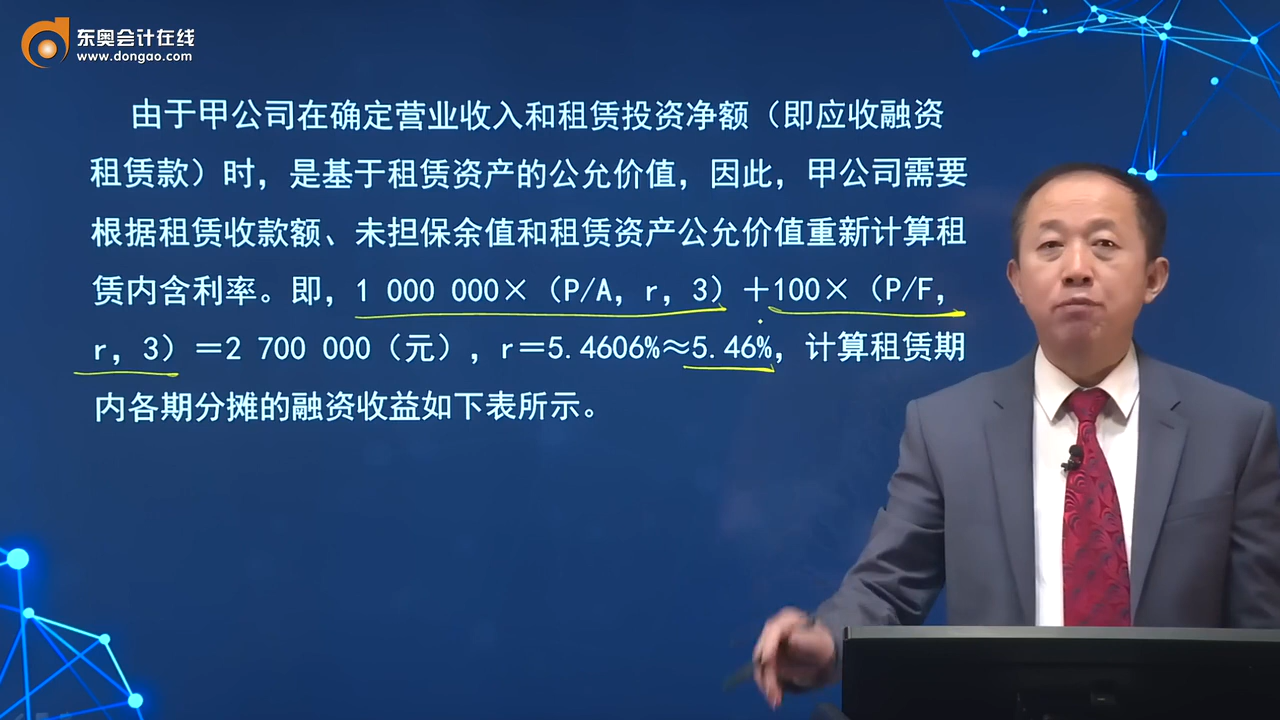 东奥会计在线
www.dongao.com
由于甲公司在确定营业收入和租赁投资净额（即应收融资
租赁款）时，是基于租赁资产的公允价值，因此，甲公司需要
根据租赁收款额、未担保余值和租赁资产公允价值重新计算租
赁内含利率。即，1 000 000×（P/A，r，3）＋100×（P/F，
r，3）＝2 700 000（元），r＝5.4606%≈5.46%，计算租赁期
内各期分摊的融资收益如下表所示。